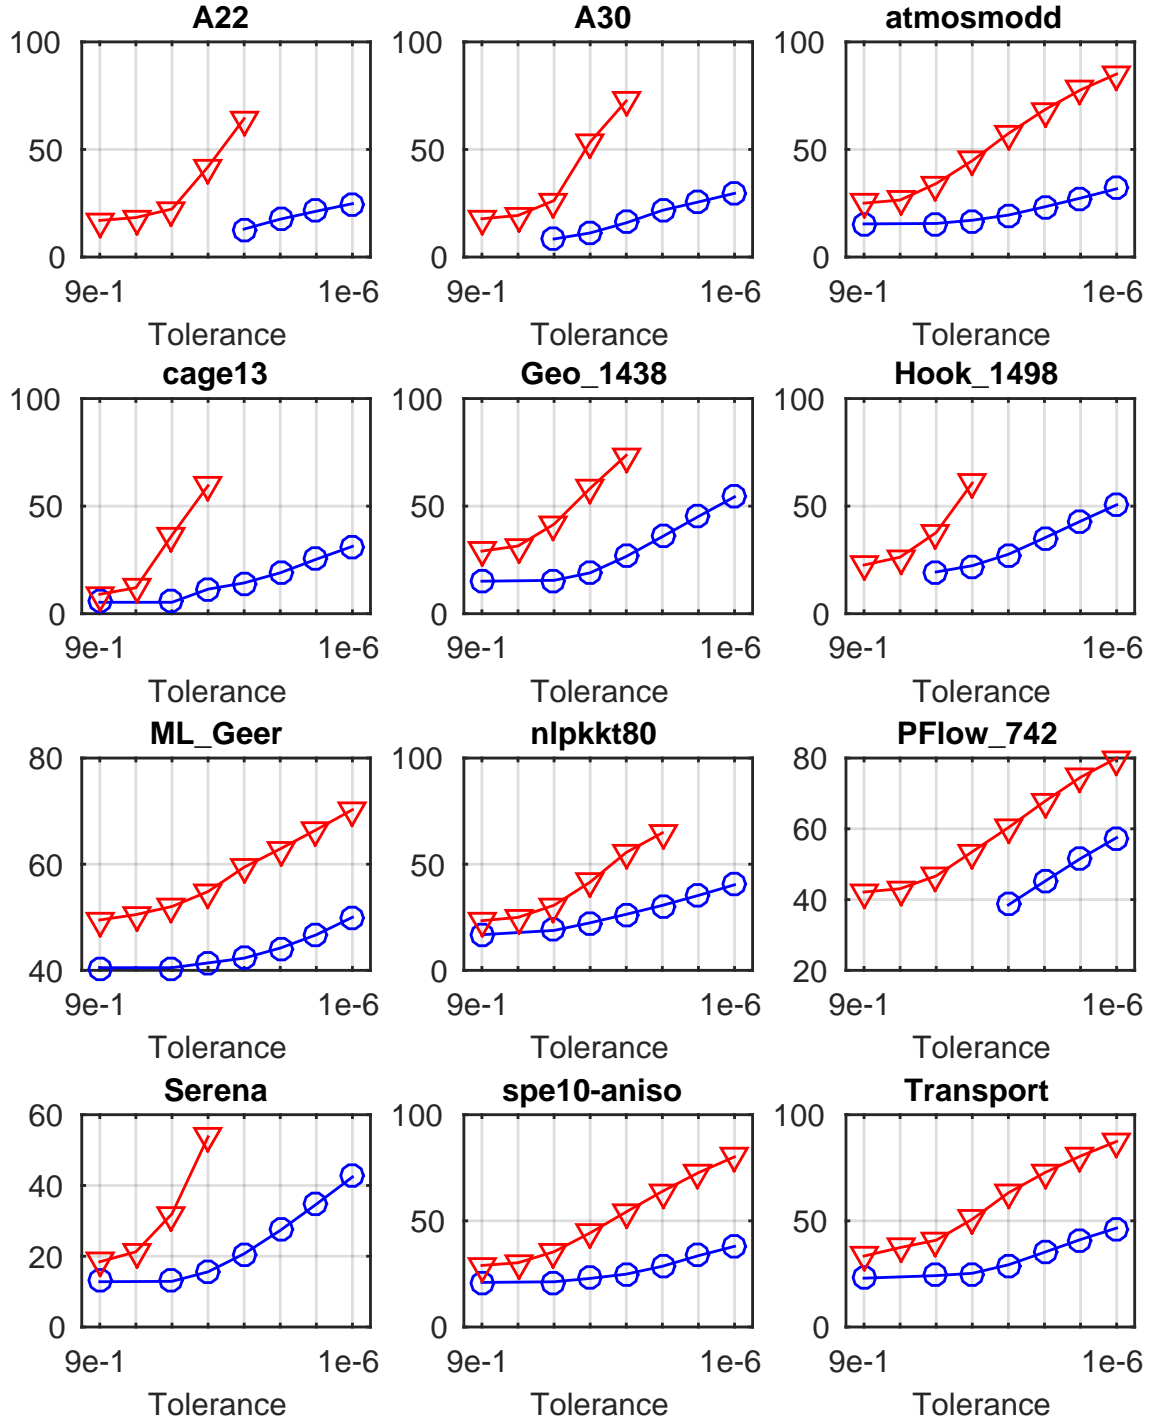 A22 A30 atmosmodd
100 100 100
50 50 50
0 0 0
9e-1 1e-6 9e-1 1e-6 9e-1 1e-6
Tolerance Tolerance Tolerance
cage13 Geo_1438 Hook_1498
100 100 100
50 50 50
0 0 0
9e-1 1e-6 9e-1 1e-6 9e-1 1e-6
Tolerance Tolerance Tolerance
ML_Geer nlpkkt80 PFlow_742
80 100 80
60 50 60
40 0 40
20
9e-1 1e-6 9e-1 1e-6 9e-1 1e-6
Tolerance Tolerance Tolerance
Serena spe10-aniso Transport
60 100 100
40 50 50
20 0 0
0
9e-1 1e-6 9e-1 1e-6 9e-1 1e-6
Tolerance Tolerance Tolerance